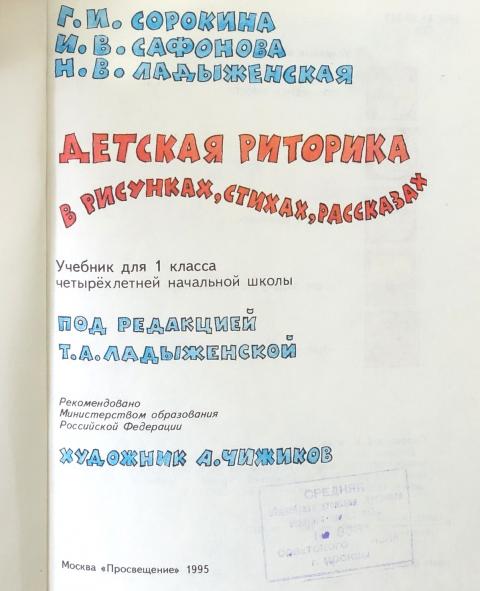 Г. И. СОРОКИНА
И. В. САФОНОВА
Н. В. ЛАДЫЖЕНСКАЯ
ДЕТСКАЯ РИТОРИКА
В РИСУНКАХ, СТИХАХ, РАССКАЗАХ
Учебник для 1 класса
четырёхлетней начальной школы
ПОД РЕДАКЦИЕЙ
Т. А. ЛАДЫЖЕНСКОЙ
Рекомендовано
Министерством образования
Российской Федерации
ХУДОЖНИК А. ЧИЖИКОВ
СРЕДНЯЯ
г. Москвы
Москва «Просвещение» 1995